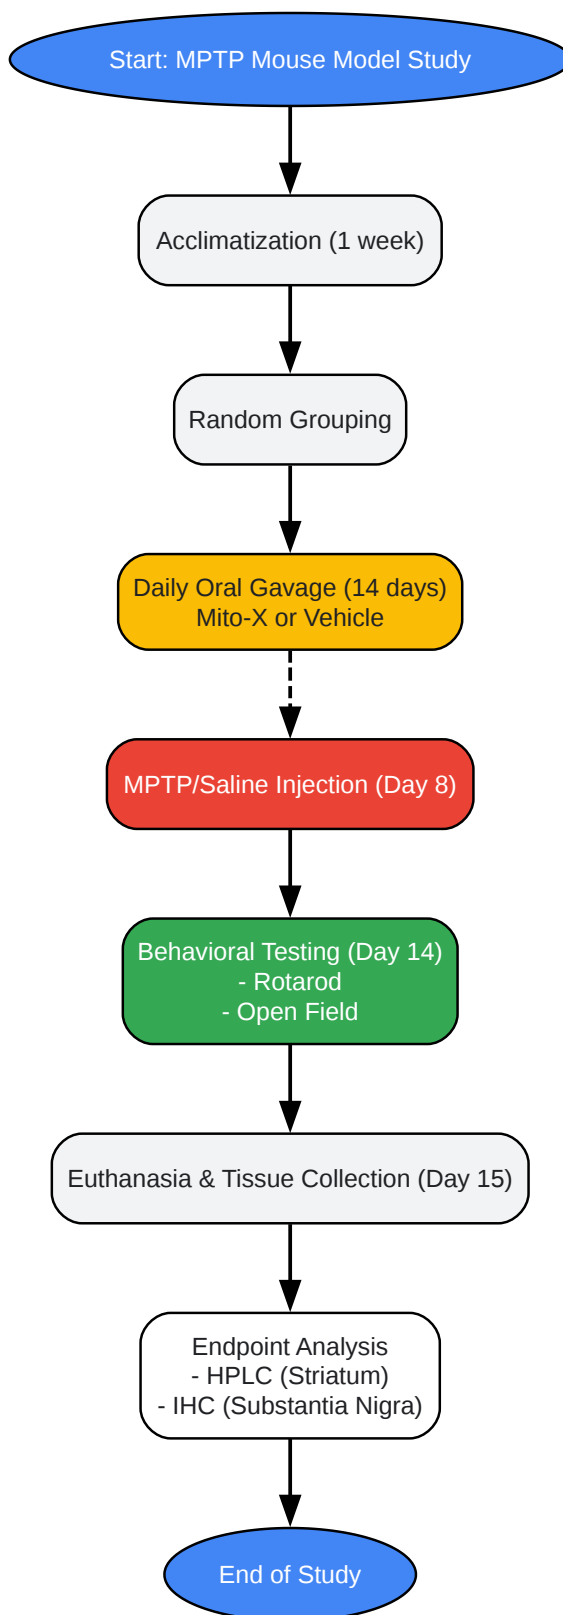 Start: MPTP Mouse Model Study
Acclimatization (1 week)
Random Grouping
Daily Oral Gavage (14 days)
Mito-X or Vehicle
MPTP/Saline Injection (Day 8)
Behavioral Testing (Day 14)
- Rotarod
- Open Field
Euthanasia & Tissue Collection (Day 15)
Endpoint Analysis
- HPLC (Striatum)
- IHC (Substantia Nigra)
End of Study